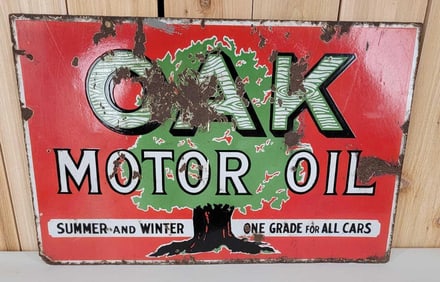 OAK
MOTOR OIL
SUMMER AND WINTER ONE GRADE FOR ALL CARS